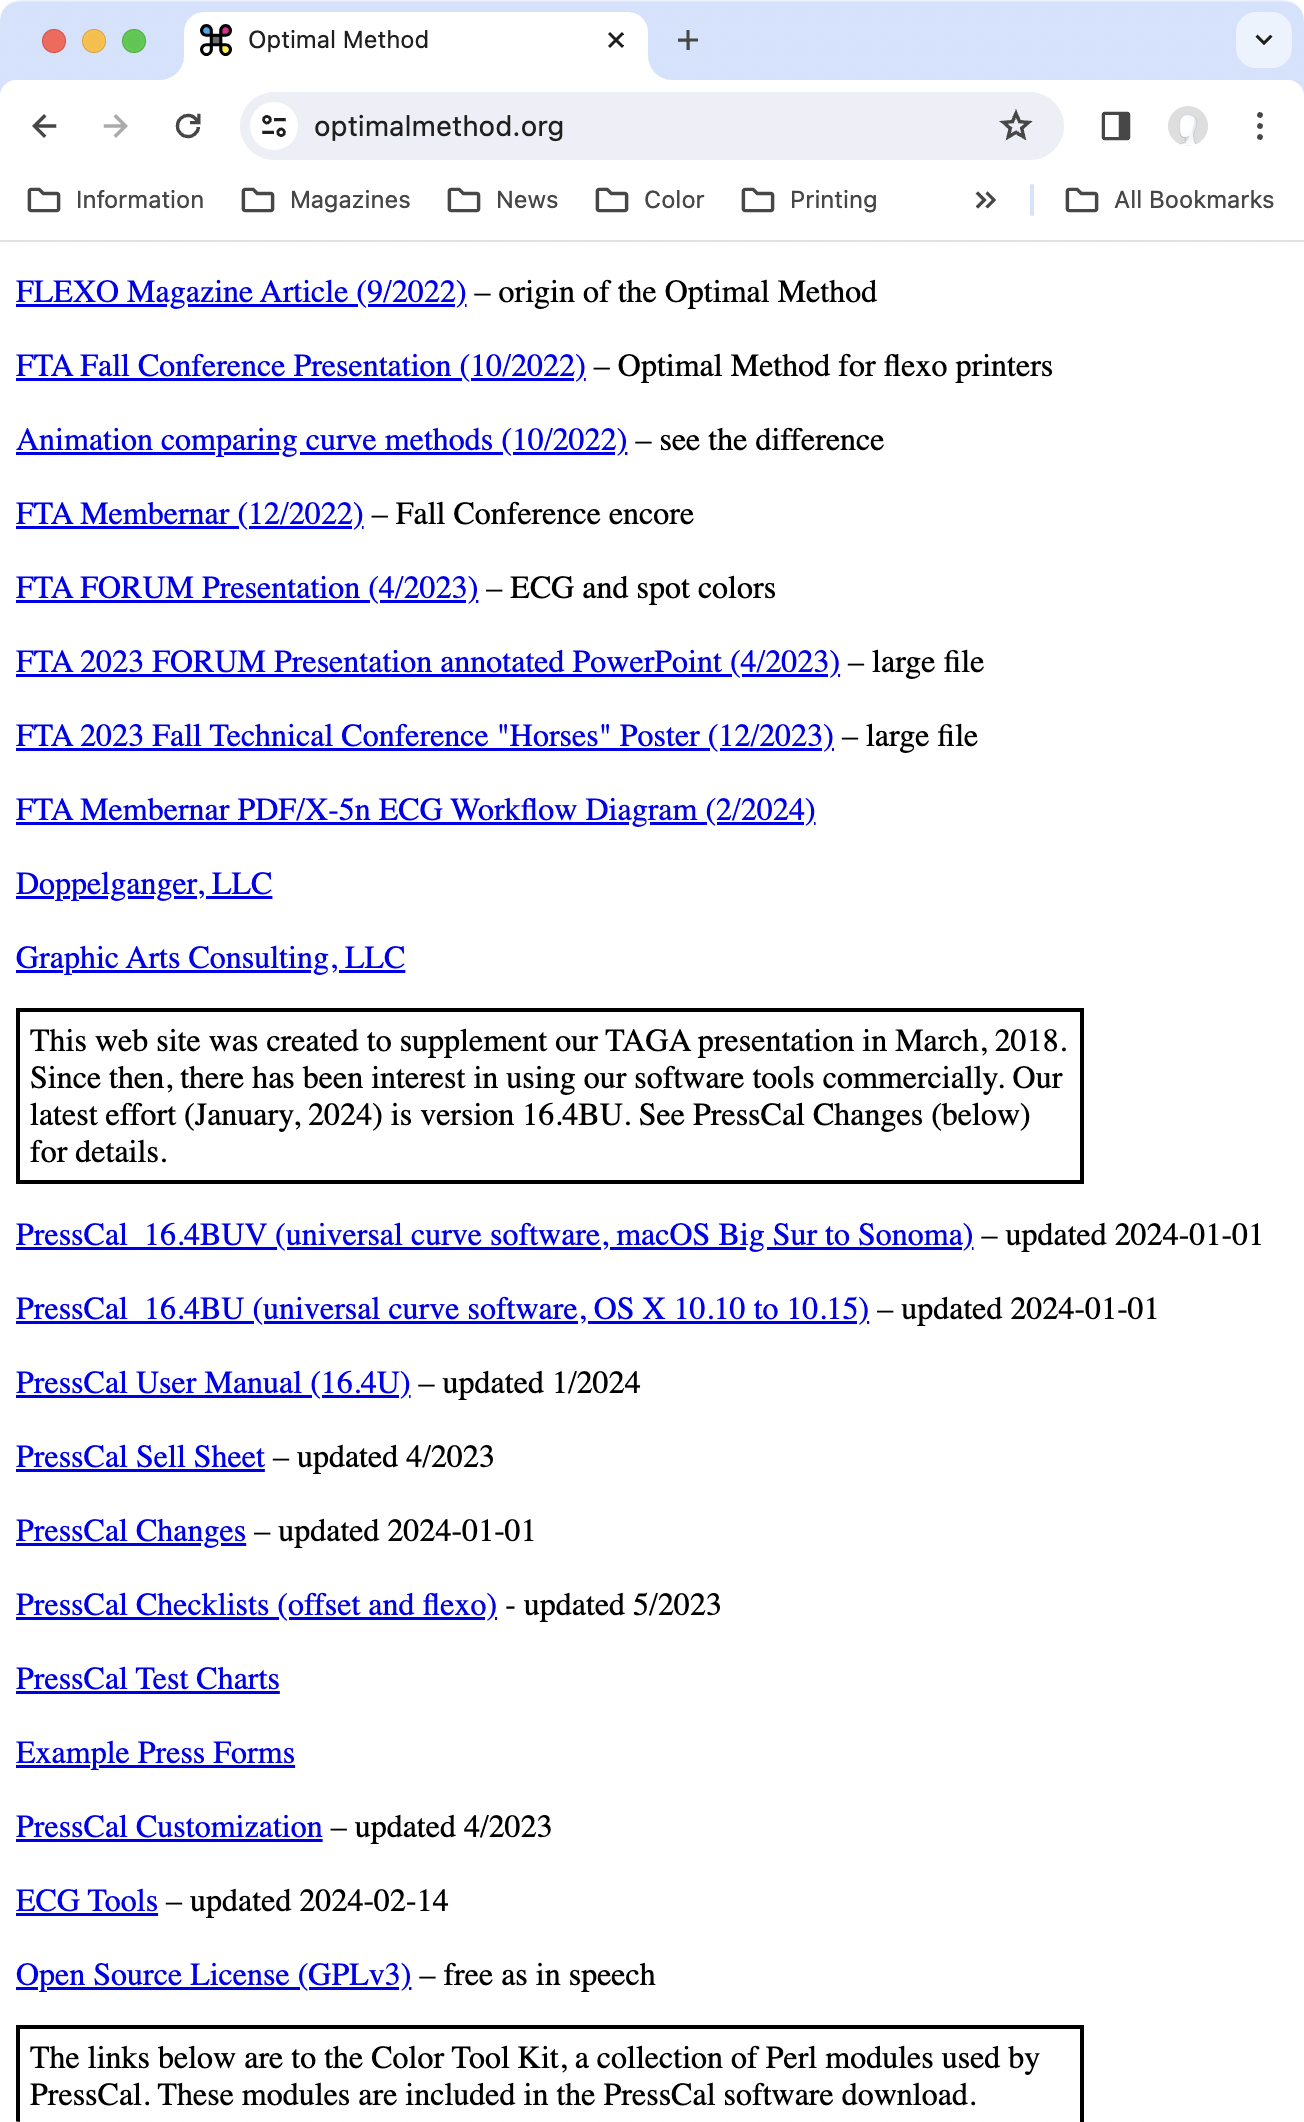 Optimal Method
optimalmethod.org
Information Magazines News Color Printing All Bookmarks
FLEXO Magazine Article (9/2022) – origin of the Optimal Method
FTA Fall Conference Presentation (10/2022) – Optimal Method for flexo printers
Animation comparing curve methods (10/2022) – see the difference
FTA Membernar (12/2022) – Fall Conference encore
FTA FORUM Presentation (4/2023) – ECG and spot colors
FTA 2023 FORUM Presentation annotated PowerPoint (4/2023) – large file
FTA 2023 Fall Technical Conference "Horses" Poster (12/2023) – large file
FTA Membernar PDF/X-5n ECG Workflow Diagram (2/2024)
Doppelganger, LLC
Graphic Arts Consulting, LLC
This web site was created to supplement our TAGA presentation in March, 2018.
Since then, there has been interest in using our software tools commercially. Our
latest effort (January, 2024) is version 16.4BU. See PressCal Changes (below)
for details.
PressCal_16.4BUV (universal curve software, macOS Big Sur to Sonoma) – updated 2024-01-01
PressCal_16.4BU (universal curve software, OS X 10.10 to 10.15) – updated 2024-01-01
PressCal User Manual (16.4U) – updated 1/2024
PressCal Sell Sheet – updated 4/2023
PressCal Changes – updated 2024-01-01
PressCal Checklists (offset and flexo) - updated 5/2023
PressCal Test Charts
Example Press Forms
PressCal Customization – updated 4/2023
ECG Tools – updated 2024-02-14
Open Source License (GPLv3) – free as in speech
The links below are to the Color Tool Kit, a collection of Perl modules used by
PressCal. These modules are included in the PressCal software download.